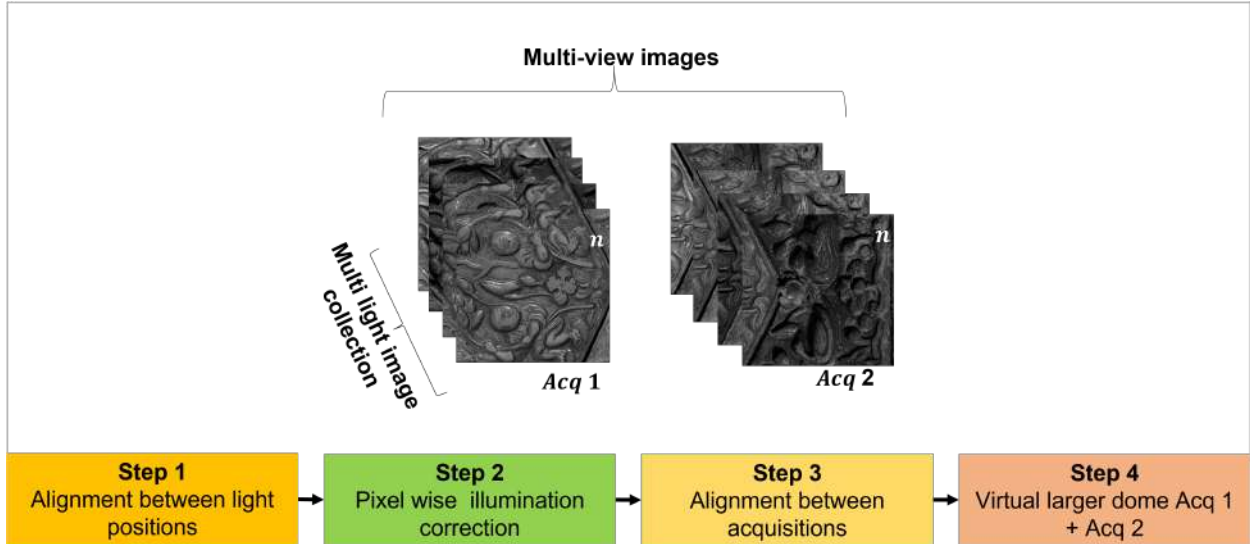 Multi-view images
n
n
Multi light image
collection
Acq 1
Acq 2
Step 1
Alignment between light
positions
Step 2
Pixel wise illumination
correction
Step 3
Alignment between
acquisitions
Step 4
Virtual larger dome Acq 1
+ Acq 2